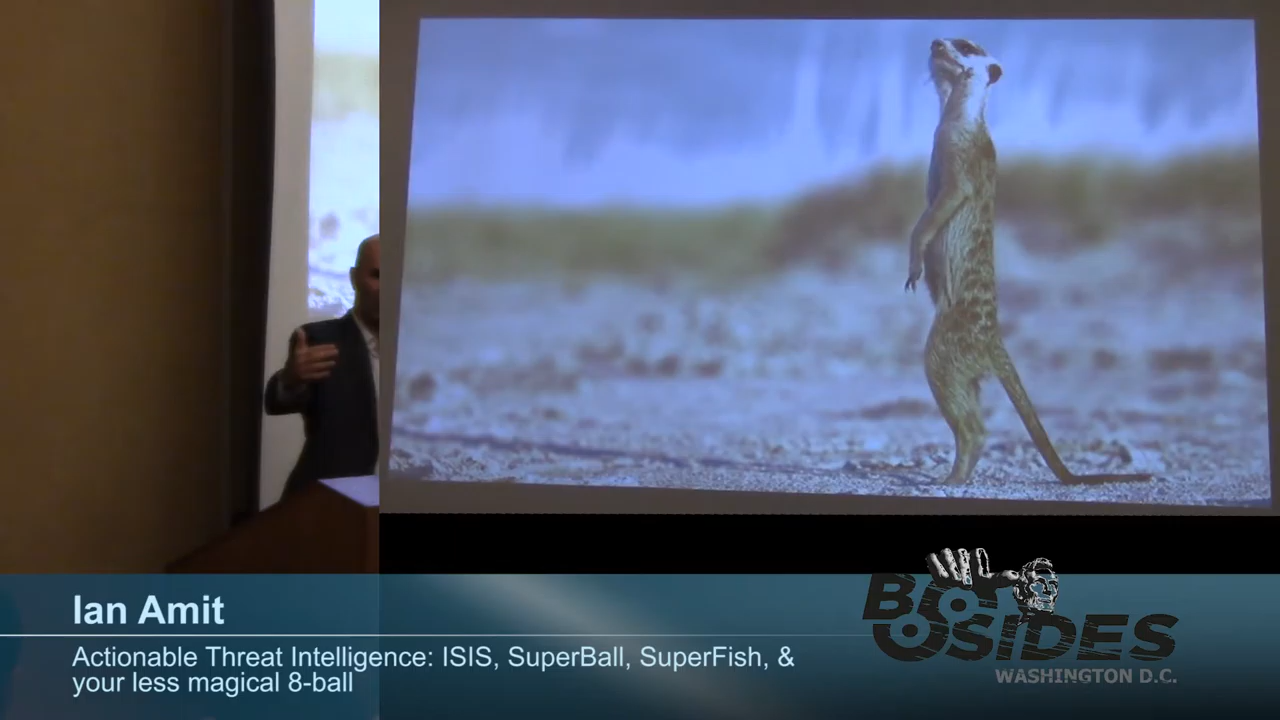 Ian Amit
Actionable Threat Intelligence: ISIS, SuperBall, SuperFish, &
your less magical 8-ball
BSIDES
WASHINGTON D.C.